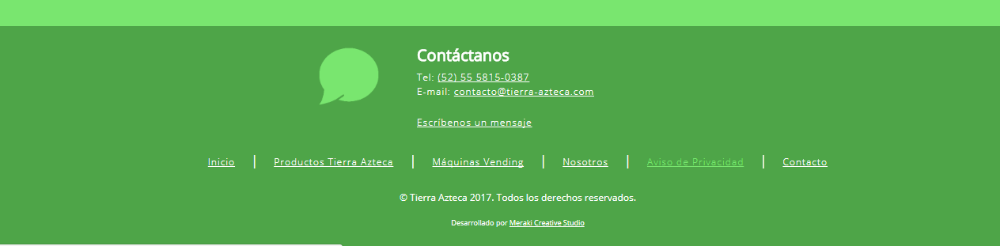 Contáctanos
Tel: (52) 55 5815-0387
E-mail: contacto@tierra-azteca.com
Escríbenos un mensaje
Inicio | Productos Tierra Azteca | Máquinas Vending | Nosotros | Aviso de Privacidad | Contacto
© Tierra Azteca 2017. Todos los derechos reservados.
Desarrollado por Meraki Creative Studio